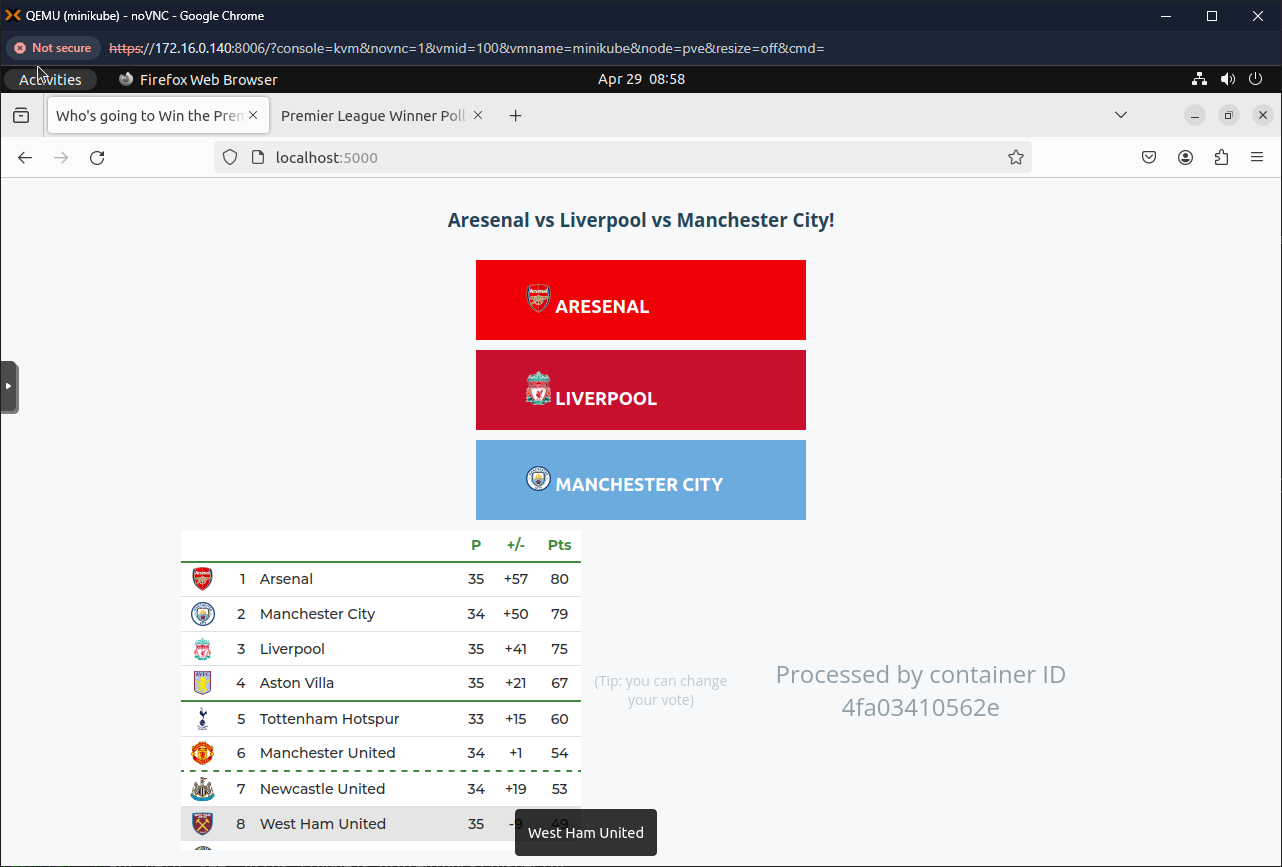 QEMU (minikube) - noVNC - Google Chrome
Not secure https://172.16.0.140:8006/?console=kvm&novnc=1&vmid=100&vmname=minikube&node=pve&resize=off&cmd=
Activities Firefox Web Browser Apr 29 08:58
Who's going to Win the Prem Premier League Winner Poll
localhost:5000
Aresenal vs Liverpool vs Manchester City!
ARESENAL
LIVERPOOL
MANCHESTER CITY
P +/- Pts
1 Arsenal 35 +57 80
2 Manchester City 34 +50 79
3 Liverpool 35 +41 75
4 Aston Villa 35 +21 67
5 Tottenham Hotspur 33 +15 60
6 Manchester United 34 +1 54
7 Newcastle United 34 +19 53
8 West Ham United 35 -9 49
(Tip: you can change
your vote)
Processed by container ID
4fa03410562e
West Ham United